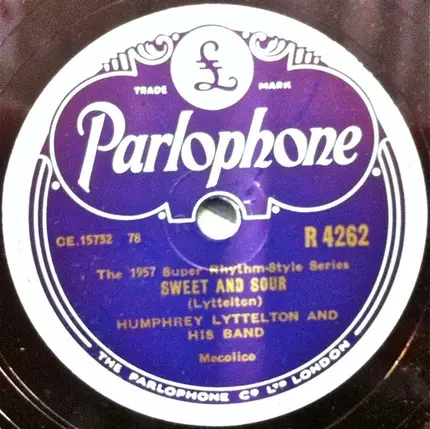 £
TRADE MARK
Parlophone
CE.15732 78
R 4262
The 1957 Super Rhythm-Style Series
SWEET AND SOUR
(Lyttelton)
HUMPHREY LYTTELTON AND
HIS BAND
Mecolico
THE PARLOPHONE CO LTD LONDON